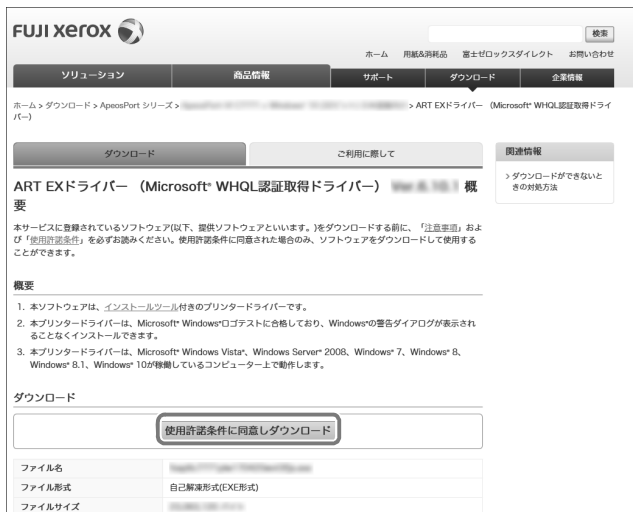 FUJI XEROX
検索
ホーム 用紙&消耗品 富士ゼロックスダイレクト お問い合わせ
ソリューション 商品情報 サポート ダウンロード 企業情報
ホーム > ダウンロード > ApeosPort シリーズ > > ART EXドライバー (Microsoft® WHQL認証取得ドライ
バー)
ダウンロード ご利用に際して
関連情報
> ダウンロードができないと
きの対処方法
ART EXドライバー (Microsoft® WHQL認証取得ドライバー) 概
要
本サービスに登録されているソフトウェア(以下、提供ソフトウェアといいます。)をダウンロードする前に、「注意事項」およ
び「使用許諾条件」を必ずお読みください。使用許諾条件に同意された場合のみ、ソフトウェアをダウンロードして使用する
ことができます。
概要
1. 本ソフトウェアは、インストールツール付きのプリンタードライバーです。
2. 本プリンタードライバーは、Microsoft® Windows®ロゴテストに合格しており、Windows®の警告ダイアログが表示され
ることなくインストールできます。
3. 本プリンタードライバーは、Microsoft® Windows Vista®、Windows Server® 2008、Windows® 7、Windows® 8、
Windows® 8.1、Windows® 10が稼働しているコンピューター上で動作します。
ダウンロード
使用許諾条件に同意しダウンロード
ファイル名
ファイル形式 自己解凍形式(EXE形式)
ファイルサイズ